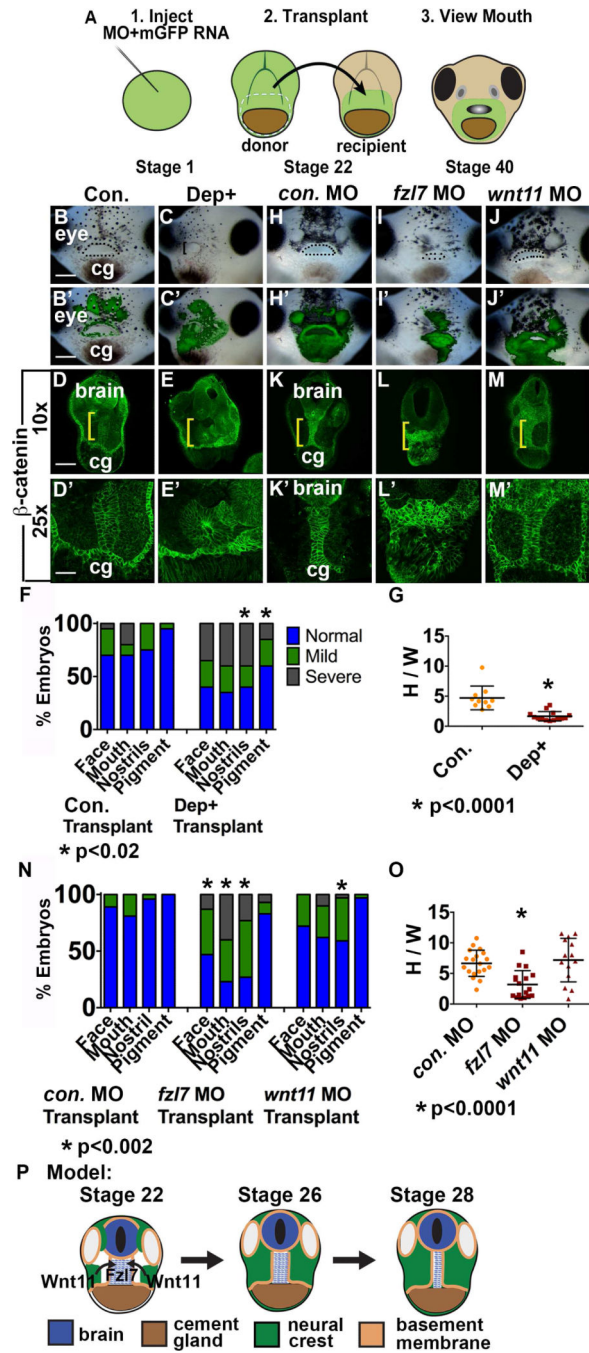 A 1. Inject 2. Transplant 3. View Mouth
MO+mGFP RNA
donor recipient
Stage 1 Stage 22 Stage 40
Con. Dep+ con. MO fzl7 MO wnt11 MO
B C H I J
eye
cg
B' C' H' I' J'
eye
cg
D E K L M
brain brain
cg cg
D' E' K' L' M'
brain
cg cg
β-catenin
10x
25x
F
% Embryos
100
50
0
Face
Mouth
Nostrils
Pigment
Face
Mouth
Nostrils
Pigment
* *
Normal
Mild
Severe
Con. Dep+
Transplant Transplant
* p<0.02
G
H / W
15
10
5
0
*
Con.
Dep+
* p<0.0001
N
% Embryos
100
50
0
* * * *
Face
Mouth
Nostril
Pigment
Face
Mouth
Nostrils
Pigment
Face
Mouth
Nostrils
Pigment
con. MO fzl7 MO wnt11 MO
Transplant Transplant Transplant
* p<0.002
O
H / W
15
10
5
0
*
con. MO
fzl7 MO
wnt11 MO
* p<0.0001
P Model:
Stage 22 Stage 26 Stage 28
Fzl7
Wnt11 Wnt11
brain
cement
gland
neural
crest
basement
membrane